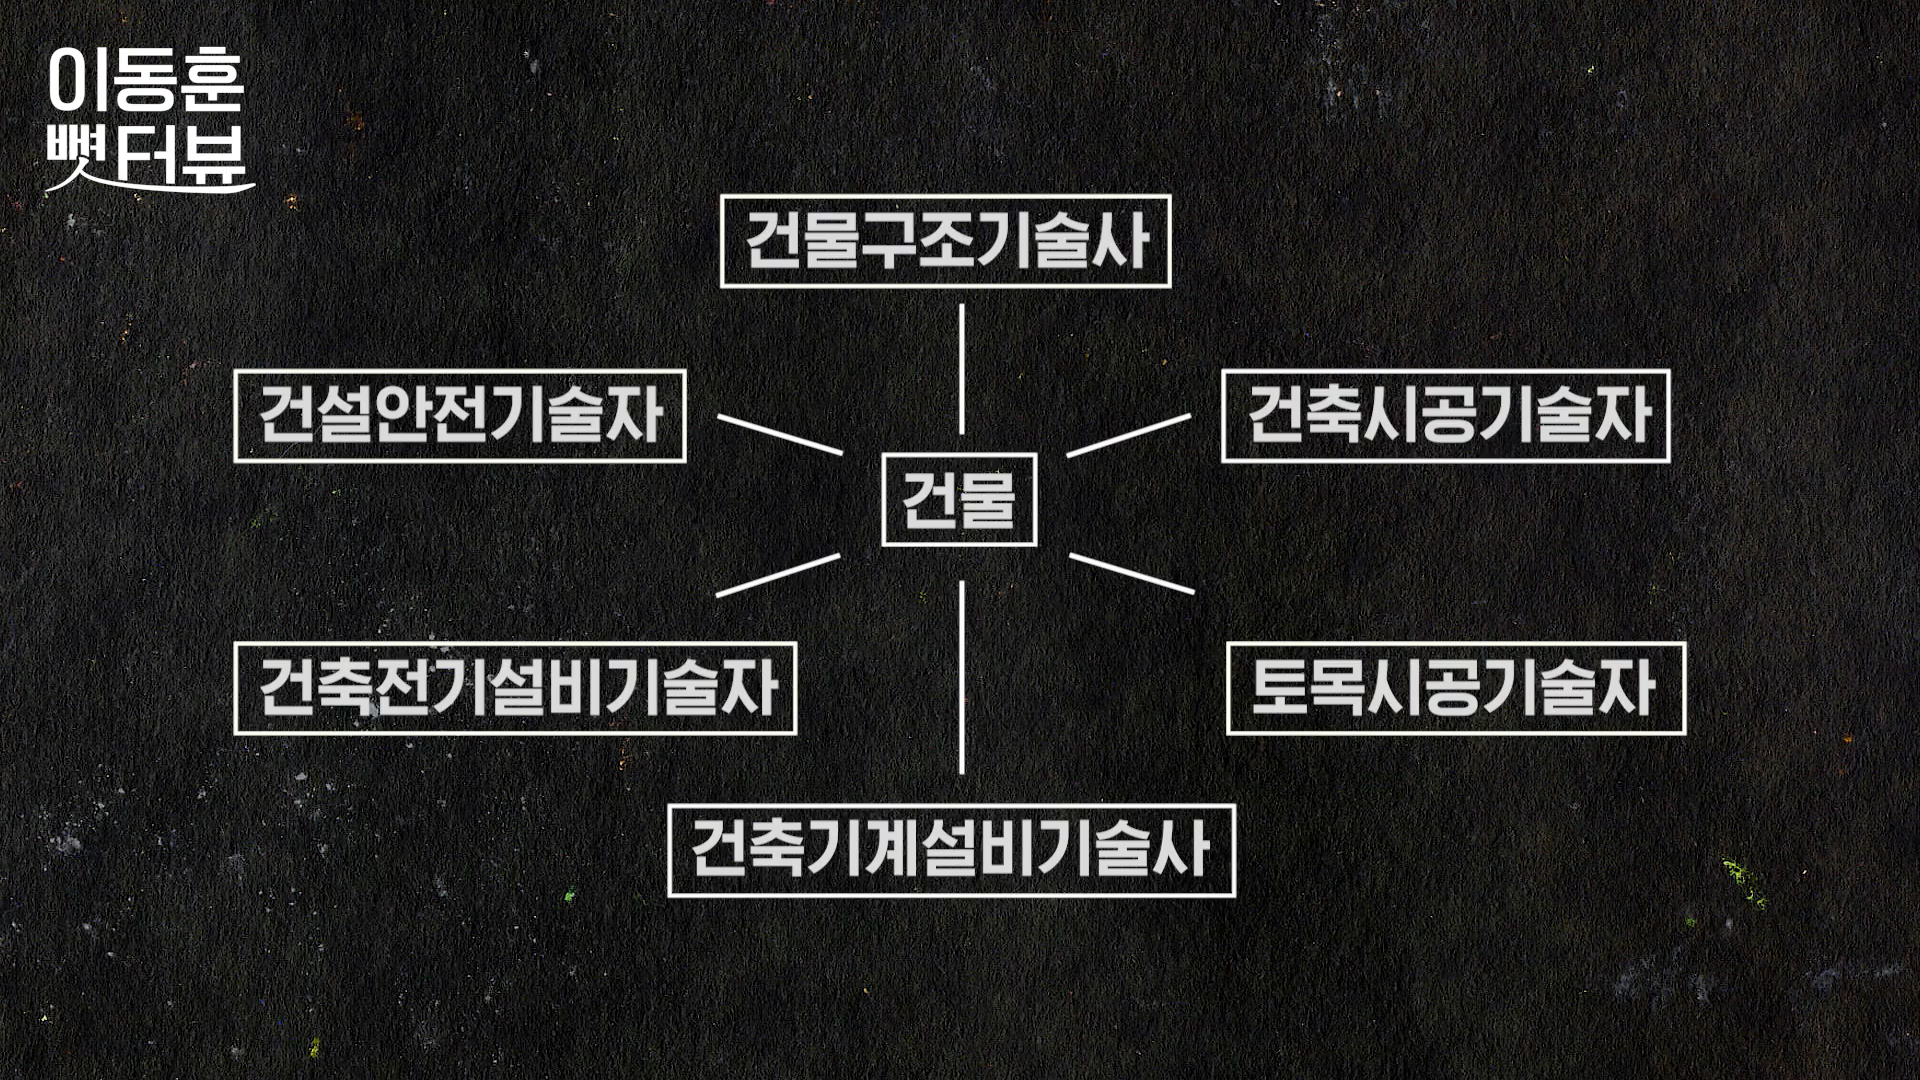 이동훈
뼛터뷰
건물구조기술사
건설안전기술자
건축시공기술자
건물
건축전기설비기술자
토목시공기술자
건축기계설비기술사